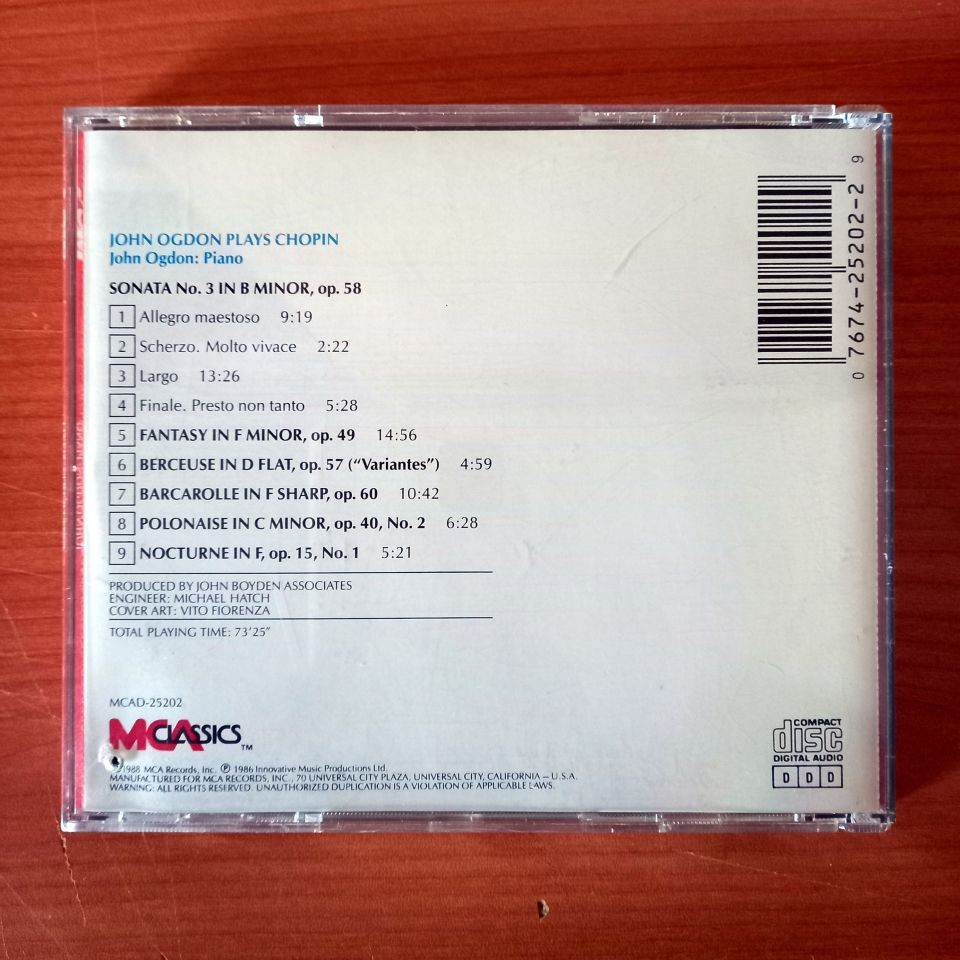 JOHN OGDON PLAYS CHOPIN
John Ogdon: Piano
SONATA No. 3 IN B MINOR, op. 58
1 Allegro maestoso 9:19
2 Scherzo. Molto vivace 2:22
3 Largo 13:26
4 Finale. Presto non tanto 5:28
5 FANTASY IN F MINOR, op. 49 14:56
6 BERCEUSE IN D FLAT, op. 57 ("Variantes") 4:59
7 BARCAROLLE IN F SHARP, op. 60 10:42
8 POLONAISE IN C MINOR, op. 40, No. 2 6:28
9 NOCTURNE IN F, op. 15, No. 1 5:21
PRODUCED BY JOHN BOYDEN ASSOCIATES
ENGINEER: MICHAEL HATCH
COVER ART: VITO FIORENZA
TOTAL PLAYING TIME: 73'25"
MCAD-25202
MCA CLASSICS™
1988 MCA Records, Inc. ℗ 1986 Innovative Music Productions Ltd.
MANUFACTURED FOR MCA RECORDS, INC., 70 UNIVERSAL CITY PLAZA, UNIVERSAL CITY, CALIFORNIA – U.S.A.
WARNING: ALL RIGHTS RESERVED. UNAUTHORIZED DUPLICATION IS A VIOLATION OF APPLICABLE LAWS.
0 7674-25202-2 9
COMPACT
disc
DIGITAL AUDIO
D D D